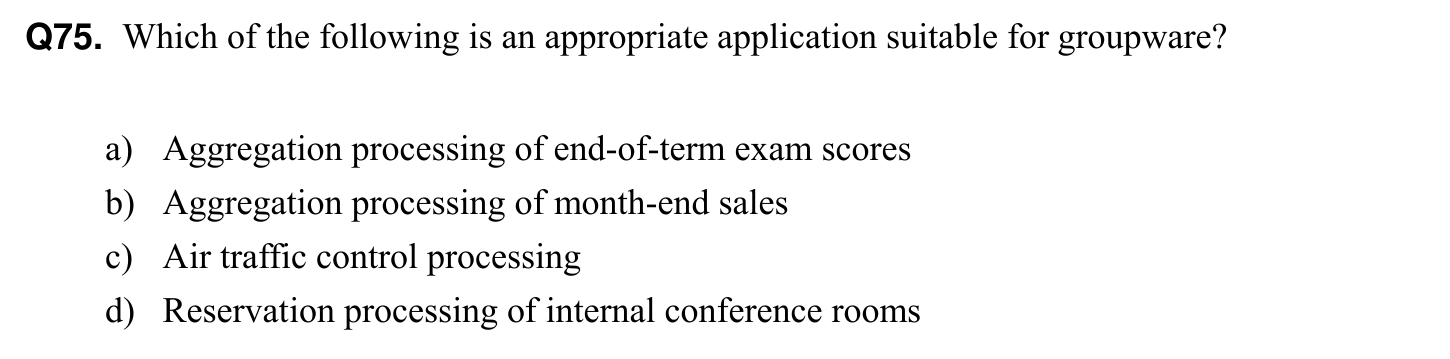 Q75. Which of the following is an appropriate application suitable for groupware?
a) Aggregation processing of end-of-term exam scores
b) Aggregation processing of month-end sales
c) Air traffic control processing
d) Reservation processing of internal conference rooms